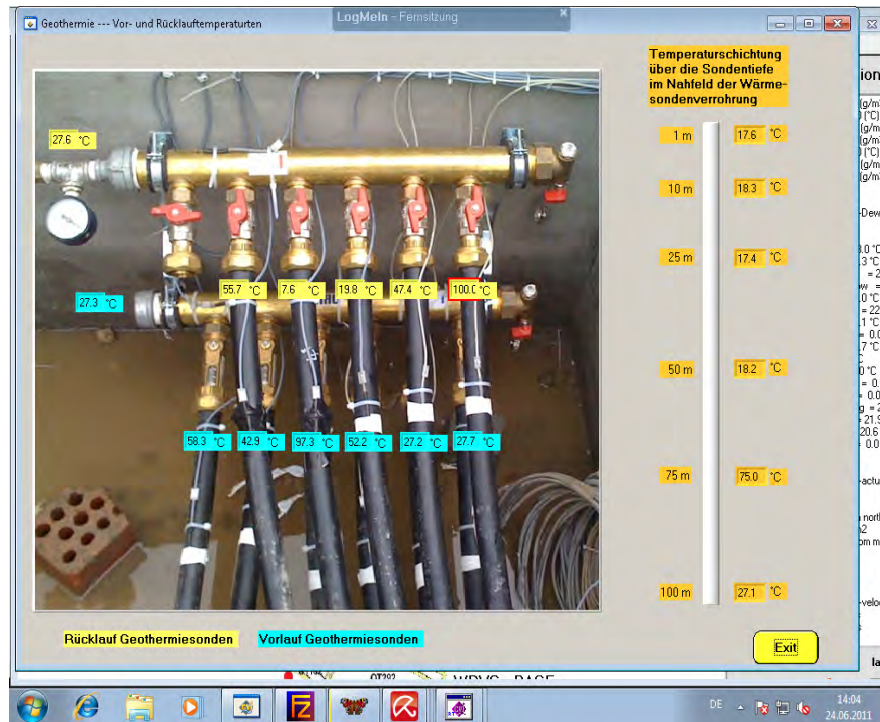 LogMeIn - Fernsitzung
Geothermie --- Vor- und Rücklauftemperaturten
Temperaturschichtung
über die Sondentiefe
im Nahfeld der Wärme-
sondenverrohrung
27.6 °C
1 m 17.6 °C
10 m 18.3 °C
25 m 17.4 °C
55.7 °C 7.6 °C 19.8 °C 47.4 °C 100.0 °C
27.3 °C
50 m 18.2 °C
58.3 °C 42.9 °C 97.3 °C 52.2 °C 27.2 °C 27.7 °C
75 m 75.0 °C
100 m 27.1 °C
Rücklauf Geothermiesonden Vorlauf Geothermiesonden
Exit
DE 14:04
24.06.2011